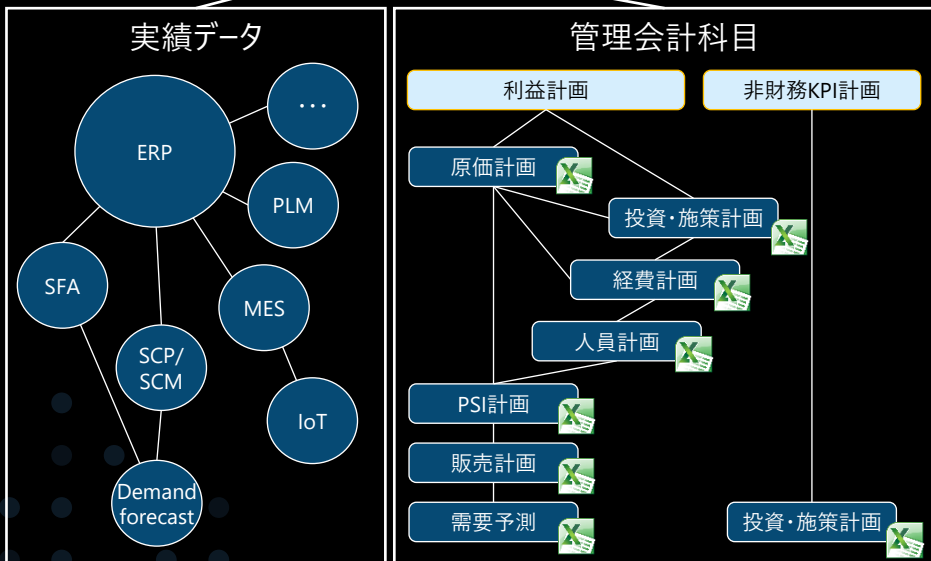 実績データ
ERP
…
PLM
SFA
MES
SCP/
SCM
IoT
Demand
forecast
管理会計科目
利益計画
非財務KPI計画
原価計画
投資・施策計画
経費計画
人員計画
PSI計画
販売計画
需要予測
投資・施策計画